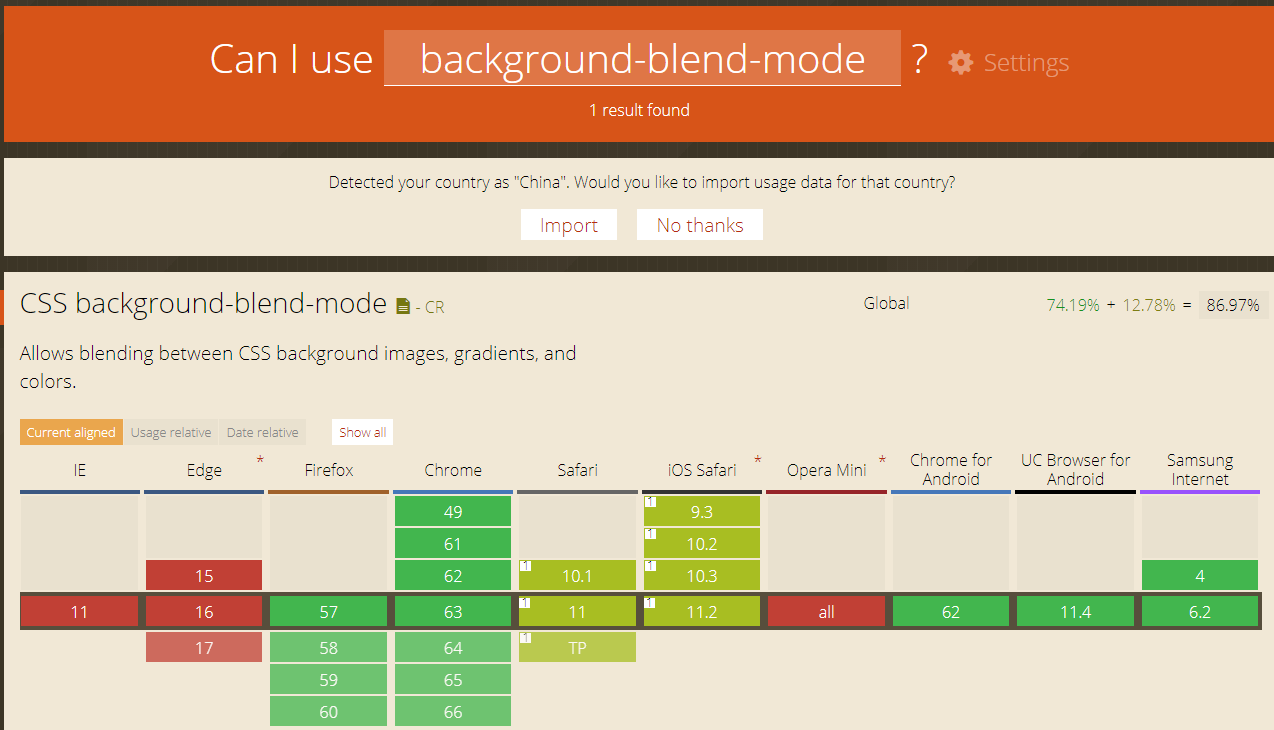 Can I use background-blend-mode ? Settings
1 result found
Detected your country as "China". Would you like to import usage data for that country?
Import No thanks
CSS background-blend-mode - CR Global 74.19% + 12.78% = 86.97%
Allows blending between CSS background images, gradients, and
colors.
Current aligned Usage relative Date relative Show all
IE Edge * Firefox Chrome Safari iOS Safari * Opera Mini * Chrome for Android UC Browser for Android Samsung Internet
49 1 9.3
61 1 10.2
15 62 1 10.1 1 10.3 4
11 16 57 63 1 11 1 11.2 all 62 11.4 6.2
17 58 64 1 TP
59 65
60 66